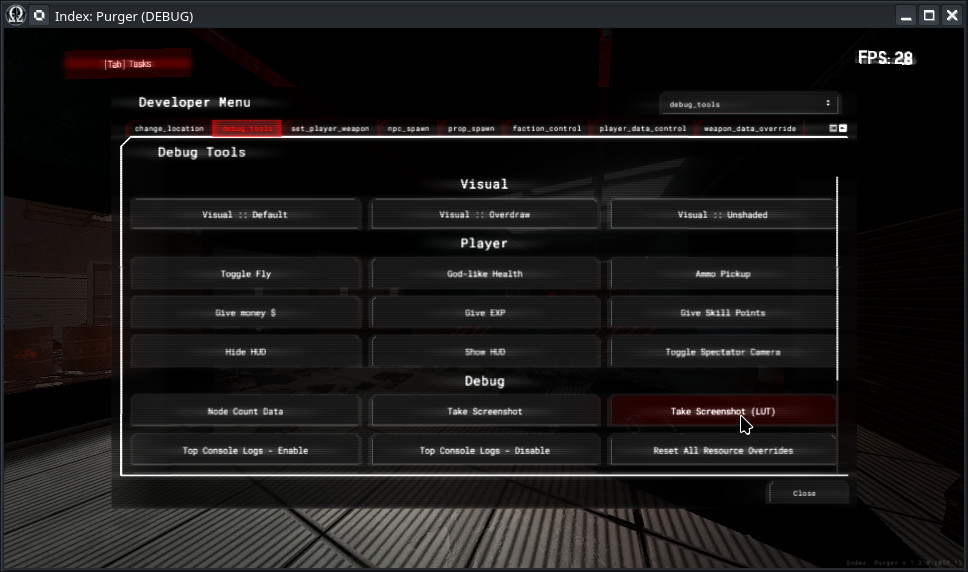 Index: Purger (DEBUG)
[Tab] Tasks
FPS: 28
Developer Menu
debug_tools
change_location debug_tools set_player_weapon npc_spawn prop_spawn faction_control player_data_control weapon_data_override
Debug Tools
Visual
Visual :: Default Visual :: Overdraw Visual :: Unshaded
Player
Toggle Fly God-like Health Ammo Pickup
Give money $ Give EXP Give Skill Points
Hide HUD Show HUD Toggle Spectator Camera
Debug
Node Count Data Take Screenshot Take Screenshot (LUT)
Top Console Logs - Enable Top Console Logs - Disable Reset All Resource Overrides
Close